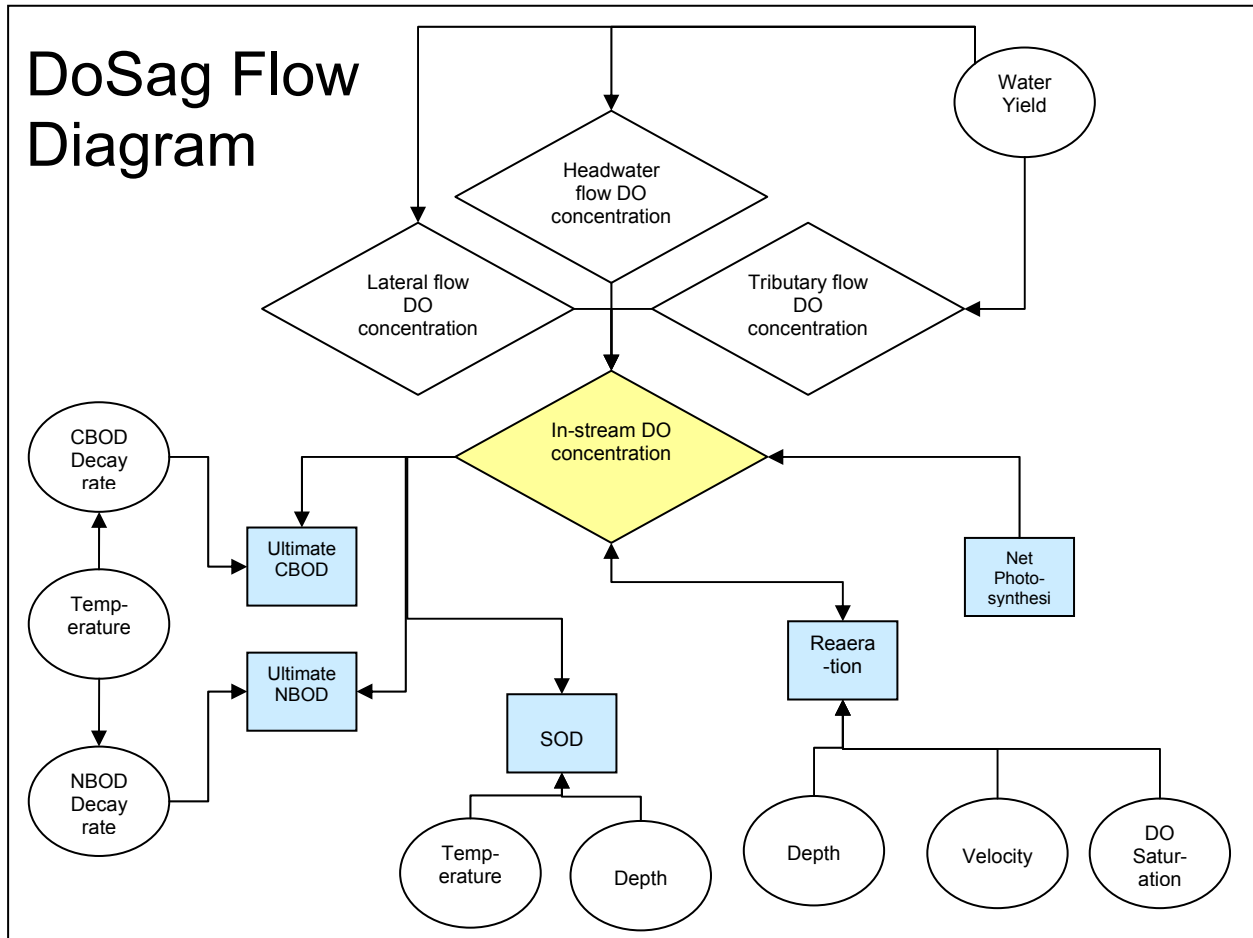 DoSag Flow
Diagram
Water
Yield
Headwater
flow DO
concentration
Lateral flow
DO
concentration
Tributary flow
DO
concentration
In-stream DO
concentration
CBOD
Decay
rate
Ultimate
CBOD
Net
Photo-
synthesi
Temp-
erature
Reaera
-tion
Ultimate
NBOD
SOD
NBOD
Decay
rate
Temp-
erature
Depth
Depth
Velocity
DO
Satur-
ation